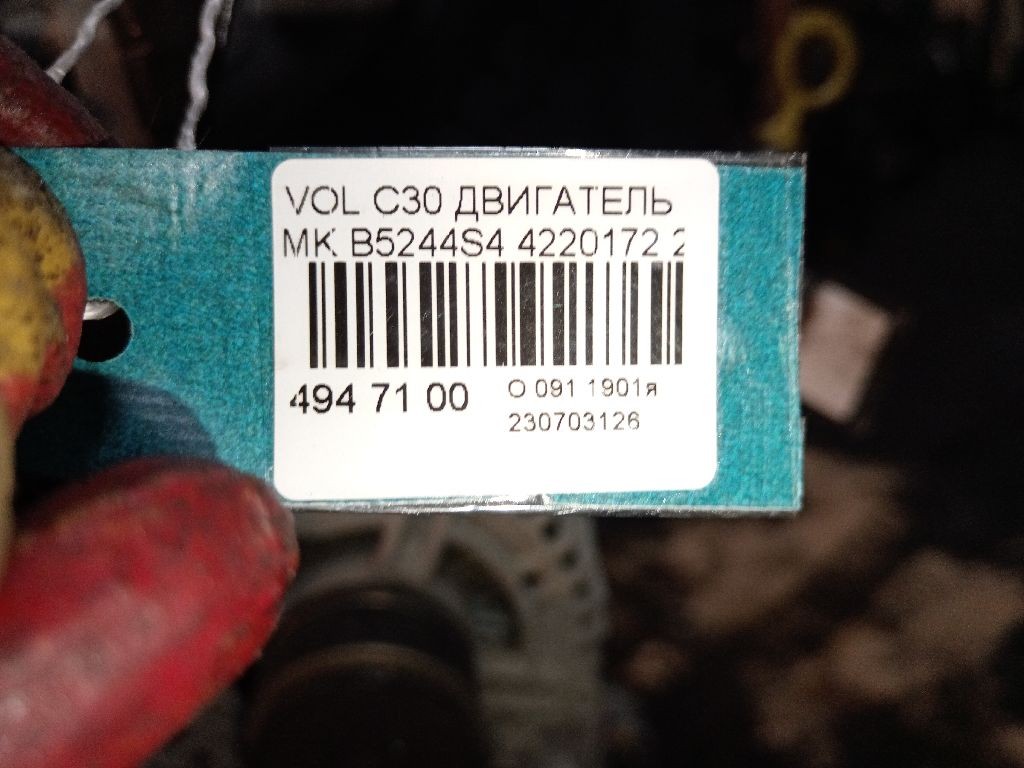 VOL C30 ДВИГАТЕЛЬ
MK B5244S4 4220172 2
494 71 00
О 091 1901я
230703126